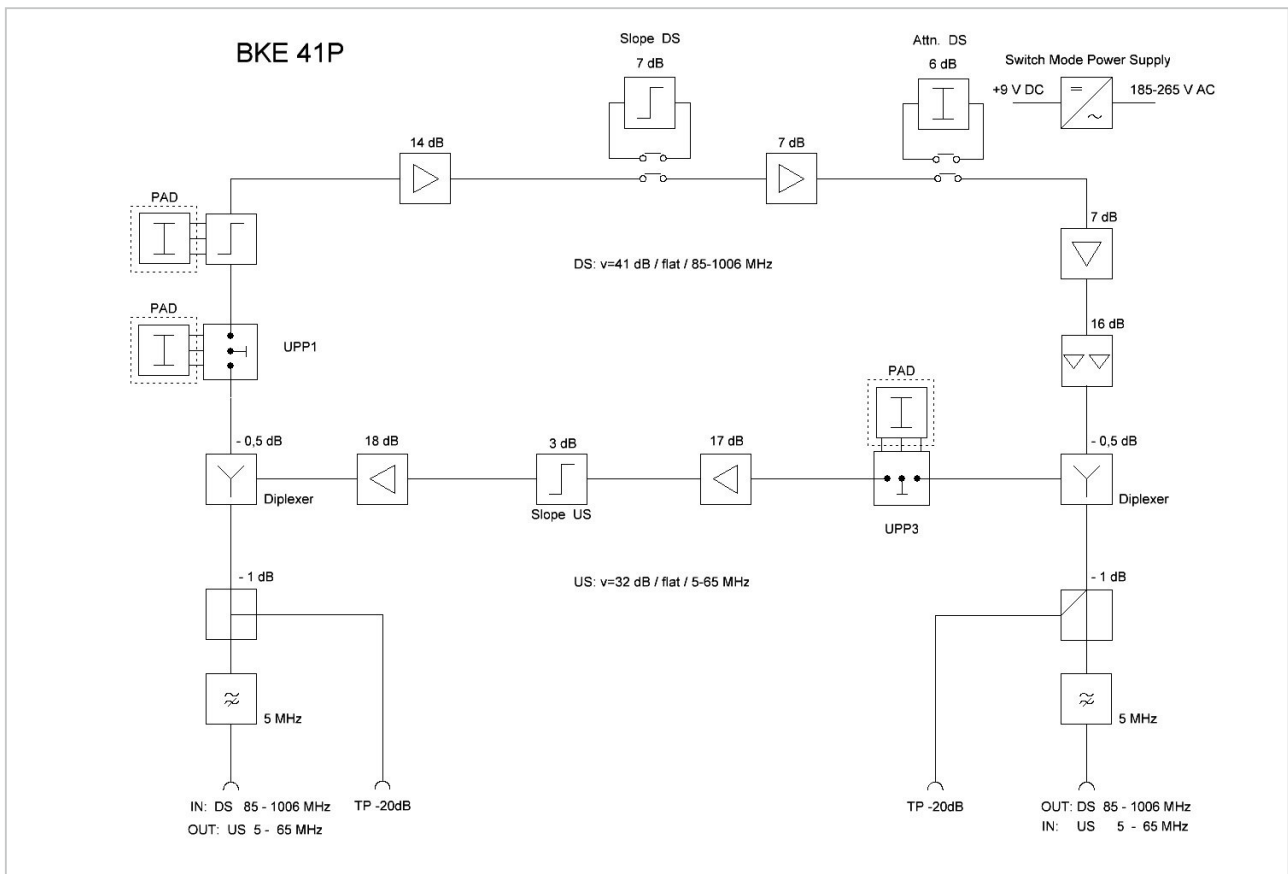 BKE 41P
Slope DS
7 dB
Attn. DS
6 dB
Switch Mode Power Supply
+9 V DC
185-265 V AC
14 dB
7 dB
PAD
7 dB
DS: v=41 dB / flat / 85-1006 MHz
PAD
UPP1
16 dB
PAD
- 0,5 dB
18 dB
3 dB
17 dB
- 0,5 dB
Diplexer
Slope US
UPP3
Diplexer
- 1 dB
US: v=32 dB / flat / 5-65 MHz
- 1 dB
5 MHz
5 MHz
IN: DS 85 - 1006 MHz
OUT: US 5 - 65 MHz
TP -20dB
TP -20dB
OUT: DS 85 - 1006 MHz
IN: US 5 - 65 MHz